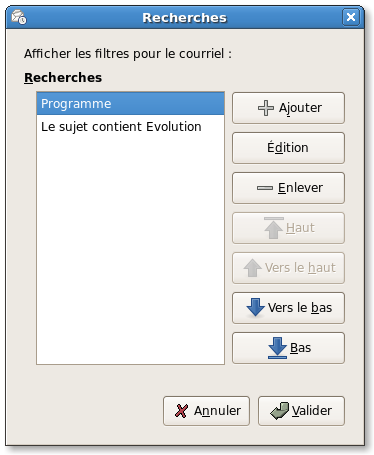 Recherches
Afficher les filtres pour le courriel :
Recherches
Programme
Le sujet contient Evolution
Ajouter
Édition
Enlever
Haut
Vers le haut
Vers le bas
Bas
Annuler
Valider